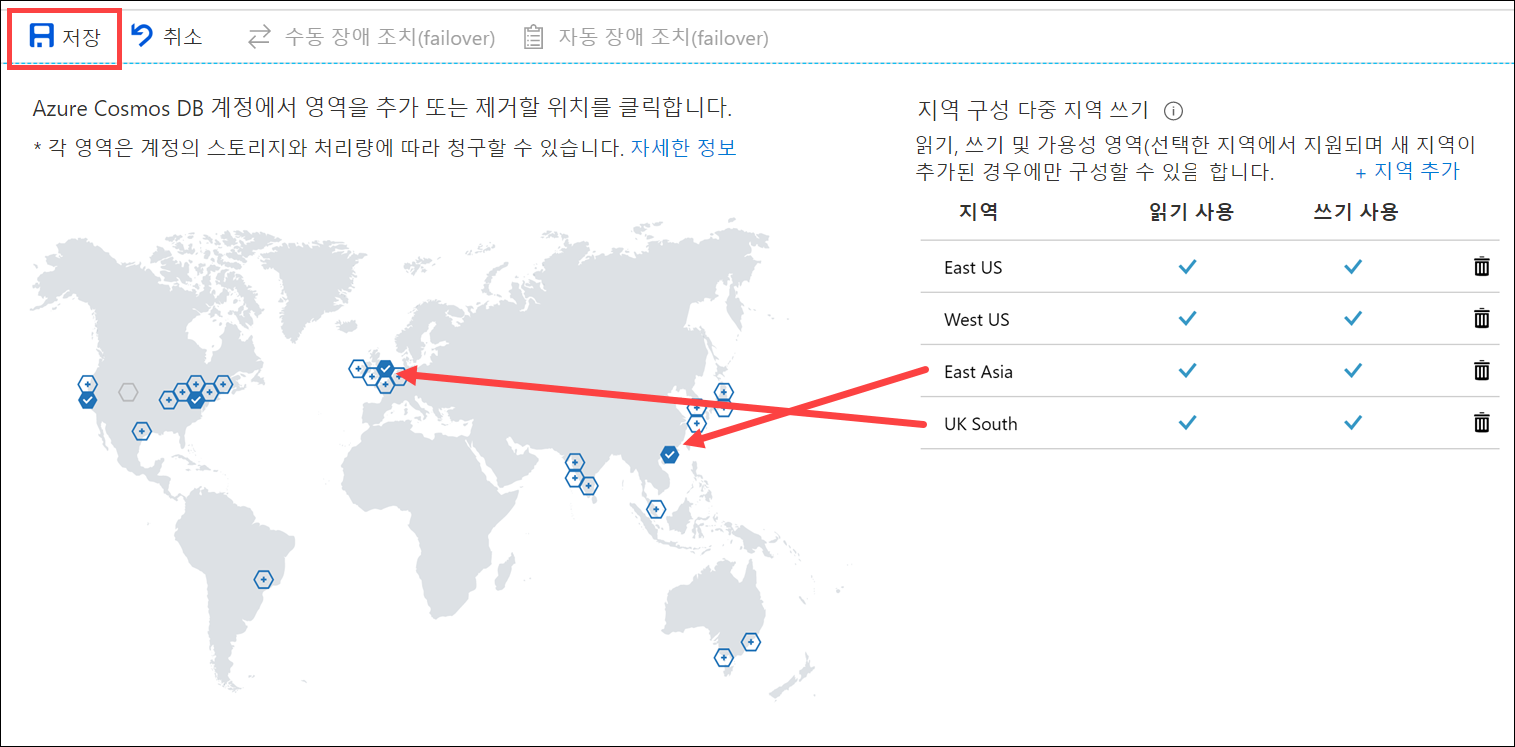 저장 취소 수동 장애 조치(failover) 자동 장애 조치(failover)
Azure Cosmos DB 계정에서 영역을 추가 또는 제거할 위치를 클릭합니다.
* 각 영역은 계정의 스토리지와 처리량에 따라 청구할 수 있습니다. 자세한 정보
지역 구성 다중 지역 쓰기
읽기, 쓰기 및 가용성 영역(선택한 지역에서 지원되며 새 지역이
추가된 경우에만 구성할 수 있음 합니다.
+ 지역 추가
지역 읽기 사용 쓰기 사용
East US
West US
East Asia
UK South